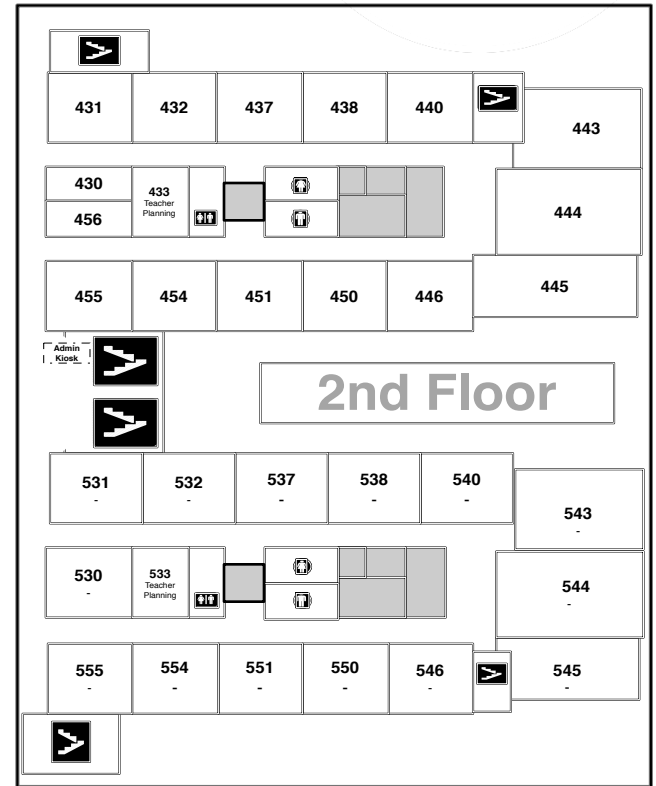 431 432 437 438 440
443
430
433
Teacher
Planning
456
444
455 454 451 450 446
445
Admin
Kiosk
2nd Floor
531 532 537 538 540
- - - - -
543
-
530
-
533
Teacher
Planning
544
-
555 554 551 550 546 545
- - - - - -